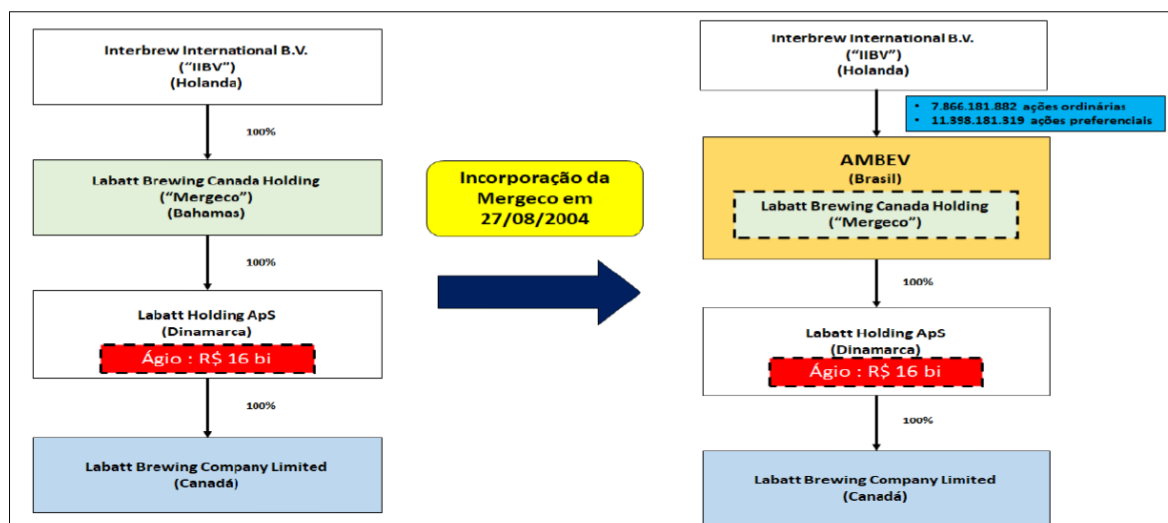 Interbrew International B.V.
("IIBV")
(Holanda)
100%
Labatt Brewing Canada Holding
("Mergeco")
(Bahamas)
100%
Labatt Holding ApS
(Dinamarca)
Ágio : R$ 16 bi
100%
Labatt Brewing Company Limited
(Canadá)
Incorporação da
Mergeco em
27/08/2004
Interbrew International B.V.
("IIBV")
(Holanda)
• 7.866.181.882 ações ordinárias
• 11.398.181.319 ações preferenciais
AMBEV
(Brasil)
Labatt Brewing Canada Holding
("Mergeco")
100%
Labatt Holding ApS
(Dinamarca)
Ágio : R$ 16 bi
100%
Labatt Brewing Company Limited
(Canadá)